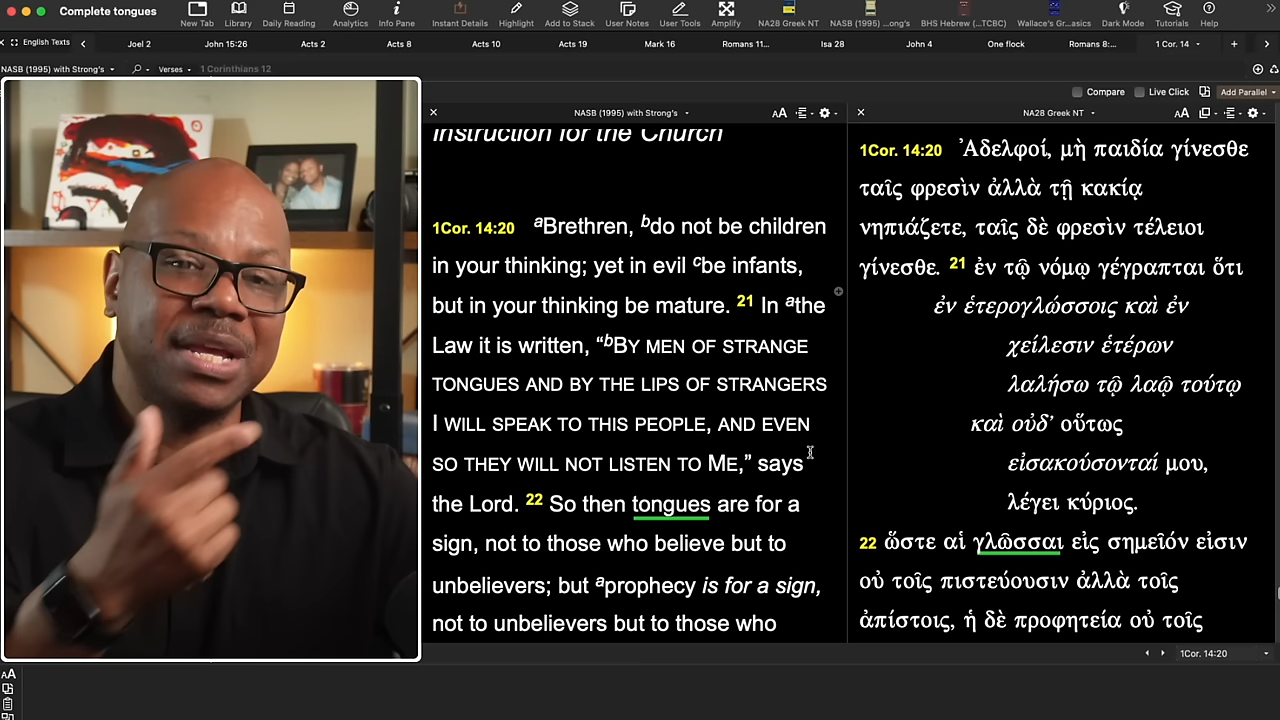 Complete tongues
New Tab
Library
Daily Reading
Analytics
Info Pane
Instant Details
Highlight
Add to Stack
User Notes
User Tools
Amplify
NA28 Greek NT
NASB (1995) ...ong's
BHS Hebrew (...TCBC)
Wallace's Gr...asics
Dark Mode
Tutorials
Help
English Texts
Joel 2
John 15:26
Acts 2
Acts 8
Acts 10
Acts 19
Mark 16
Romans 11...
Isa 28
John 4
One flock
Romans 8:...
1 Cor. 14
NASB (1995) with Strong's
Verses
1 Corinthians 12
Compare
Live Click
Add Parallel
NASB (1995) with Strong's
AA
Instruction for the Church
1Cor. 14:20 aBrethren, bdo not be children
in your thinking; yet in evil cbe infants,
but in your thinking be mature. 21 In athe
Law it is written, “bBY MEN OF STRANGE
TONGUES AND BY THE LIPS OF STRANGERS
I WILL SPEAK TO THIS PEOPLE, AND EVEN
SO THEY WILL NOT LISTEN TO ME,” says
the Lord. 22 So then tongues are for a
sign, not to those who believe but to
unbelievers; but aprophecy is for a sign,
not to unbelievers but to those who
NA28 Greek NT
AA
1Cor. 14:20 Ἀδελφοί, μὴ παιδία γίνεσθε
ταῖς φρεσὶν ἀλλὰ τῇ κακίᾳ
νηπιάζετε, ταῖς δὲ φρεσὶν τέλειοι
γίνεσθε. 21 ἐν τῷ νόμῳ γέγραπται ὅτι
ἐν ἑτερογλώσσοις καὶ ἐν
χείλεσιν ἑτέρων
λαλήσω τῷ λαῷ τούτῳ
καὶ οὐδ’ οὕτως
εἰσακούσονταί μου,
λέγει κύριος.
22 ὥστε αἱ γλῶσσαι εἰς σημεῖόν εἰσιν
οὐ τοῖς πιστεύουσιν ἀλλὰ τοῖς
ἀπίστοις, ἡ δὲ προφητεία οὐ τοῖς
1Cor. 14:20
AA